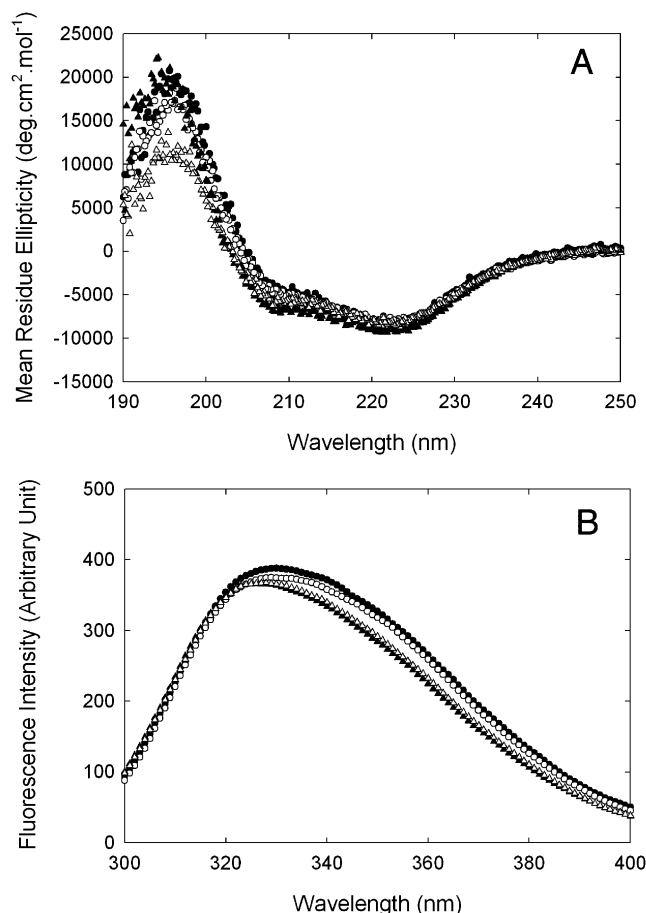 A
25000
20000
15000
10000
5000
0
-5000
-10000
-15000
Mean Residue Ellipticity (deg.cm².mol⁻¹)
190 200 210 220 230 240 250
Wavelength (nm)
B
500
400
300
200
100
0
Fluorescence Intensity (Arbitrary Unit)
300 320 340 360 380 400
Wavelength (nm)